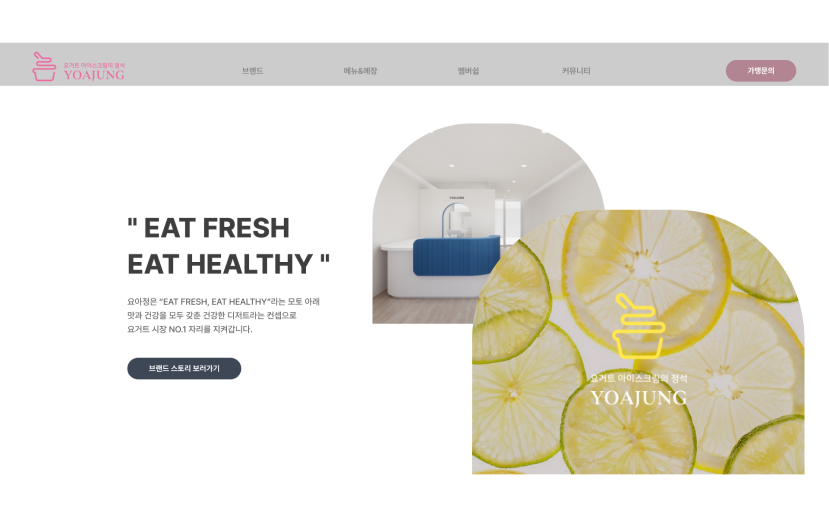 요거트 아이스크림의 정석
YOAJUNG
브랜드
메뉴&매장
멤버쉽
커뮤니티
가맹문의
" EAT FRESH
EAT HEALTHY "
요아정은 “EAT FRESH, EAT HEALTHY”라는 모토 아래
맛과 건강을 모두 갖춘 건강한 디저트라는 컨셉으로
요거트 시장 NO.1 자리를 지켜갑니다.
브랜드 스토리 보러가기
요거트 아이스크림의 정석
YOAJUNG